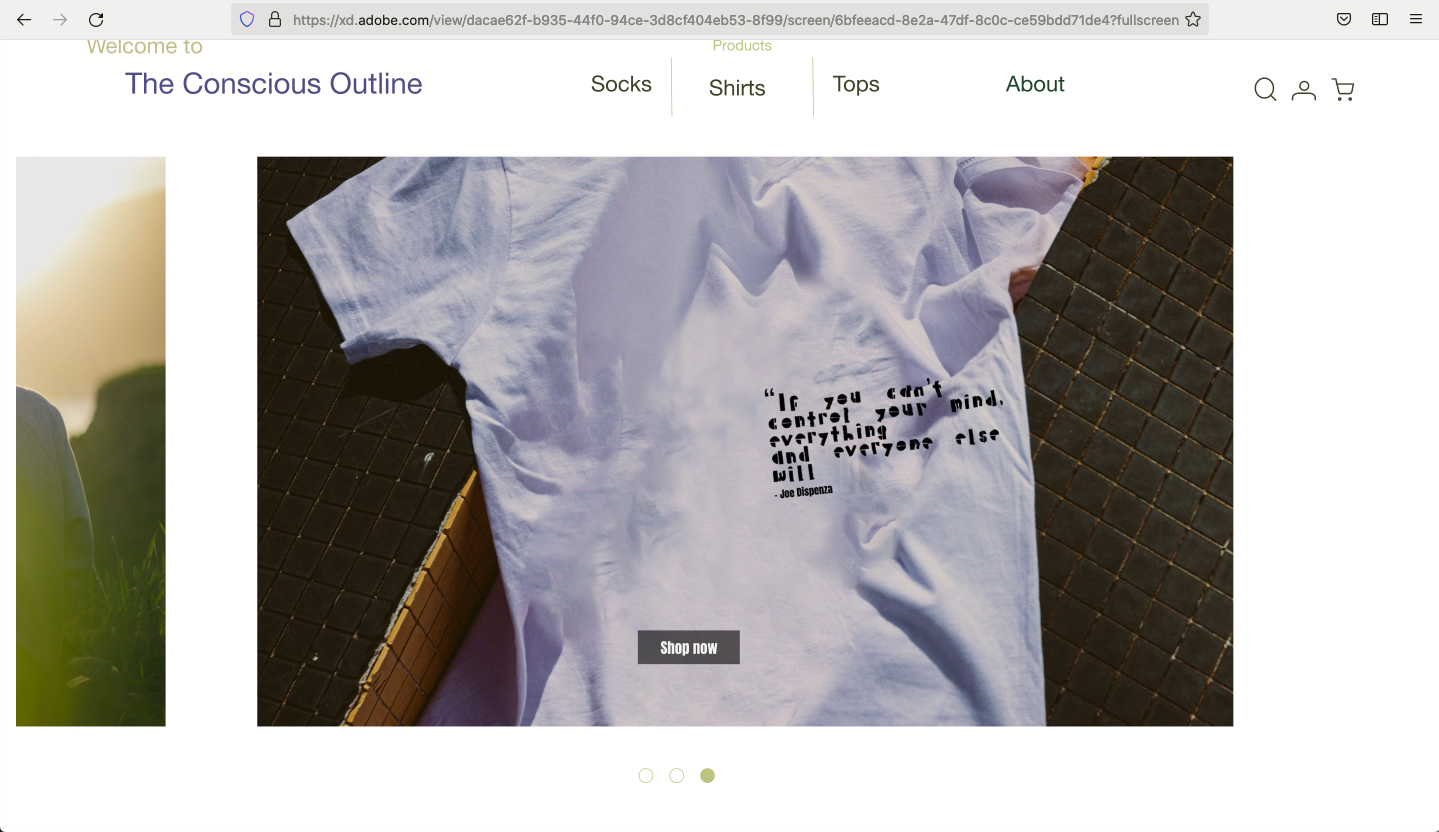 https://xd.adobe.com/view/dacae62f-b935-44f0-94ce-3d8cf404eb53-8f99/screen/6bfeeacd-8e2a-47df-8c0c-ce59bdd71de4?fullscreen
Welcome to
Products
The Conscious Outline
Socks
Shirts
Tops
About
“If you can't
control your mind,
everything
and everyone else
will
- Joe Dispenza
Shop now